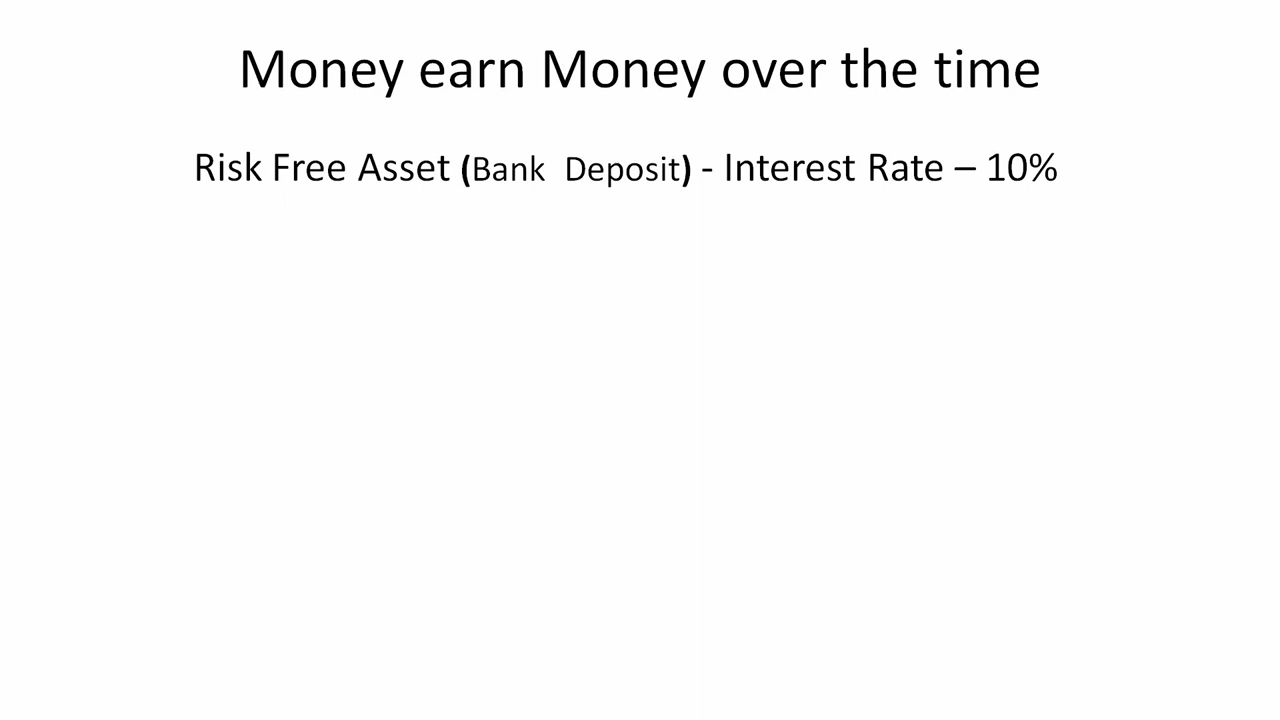 Money earn Money over the time
Risk Free Asset (Bank Deposit) - Interest Rate – 10%